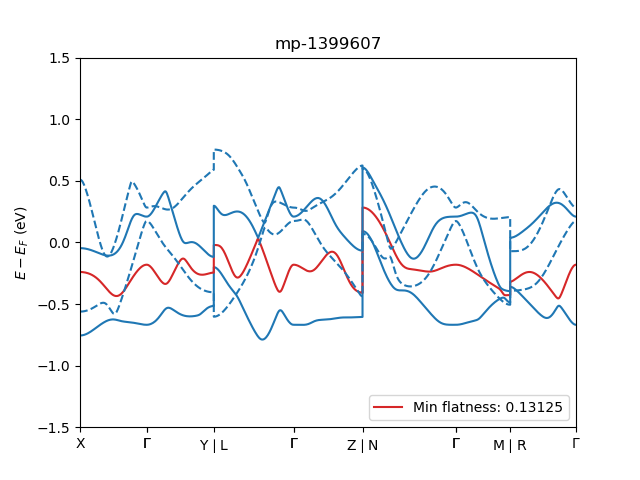 mp-1399607
E − E_F (eV)
1.5
1.0
0.5
0.0
−0.5
−1.0
−1.5
Min flatness: 0.13125
X Γ Y | L Γ Z | N Γ M | R Γ